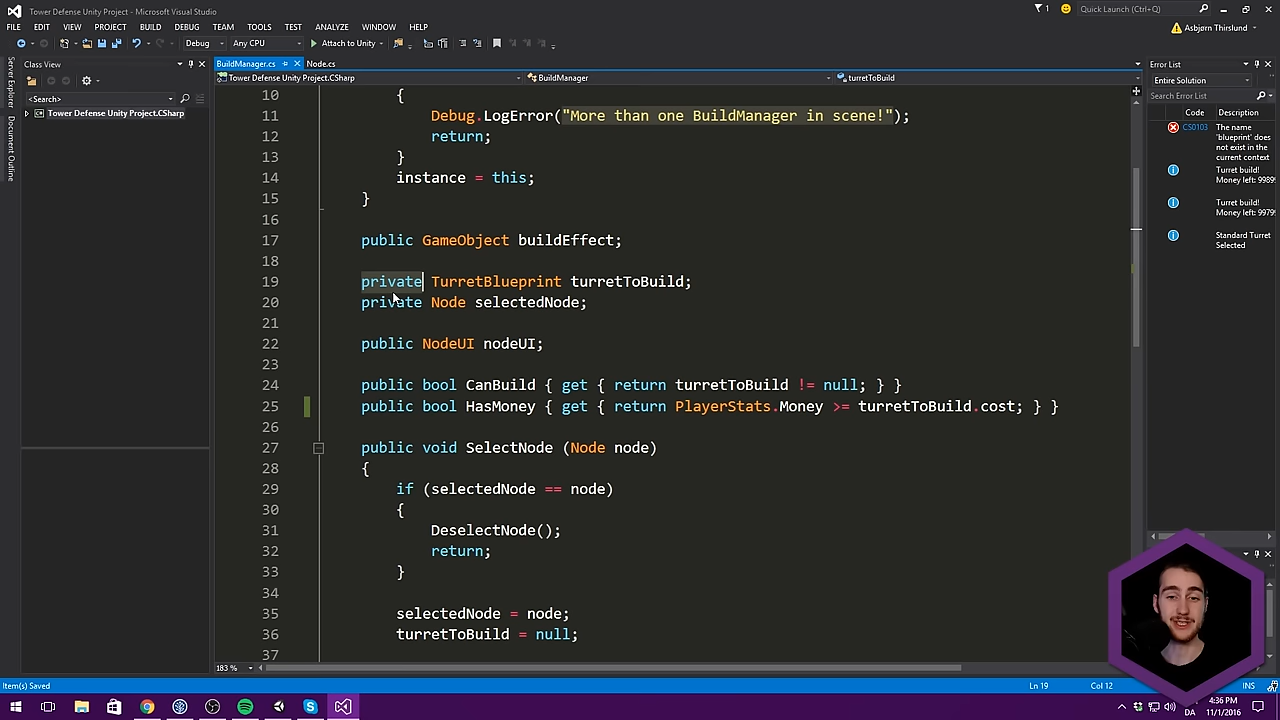 Tower Defense Unity Project - Microsoft Visual Studio
1
Quick Launch (Ctrl+Q)
FILE EDIT VIEW PROJECT BUILD DEBUG TEAM TOOLS TEST ANALYZE WINDOW HELP
Asbjørn Thirslund
Debug Any CPU Attach to Unity
Server Explorer
Document Outline
Class View
<Search>
Tower Defense Unity Project.CSharp
BuildManager.cs Node.cs
Tower Defense Unity Project.CSharp BuildManager turretToBuild
10 {
11 Debug.LogError("More than one BuildManager in scene!");
12 return;
13 }
14 instance = this;
15 }
16
17 public GameObject buildEffect;
18
19 private TurretBlueprint turretToBuild;
20 private Node selectedNode;
21
22 public NodeUI nodeUI;
23
24 public bool CanBuild { get { return turretToBuild != null; } }
25 public bool HasMoney { get { return PlayerStats.Money >= turretToBuild.cost; } }
26
27 public void SelectNode (Node node)
28 {
29 if (selectedNode == node)
30 {
31 DeselectNode();
32 return;
33 }
34
35 selectedNode = node;
36 turretToBuild = null;
37
183 %
Error List
Entire Solution
Search Error List
Code Description
CS0103 The name
'blueprint' does
not exist in the
current context
Turret build!
Money left: 9989
Turret build!
Money left: 9979
Standard Turret
Selected
Item(s) Saved
Ln 19 Col 12 INS
DA
4:36 PM
11/1/2016